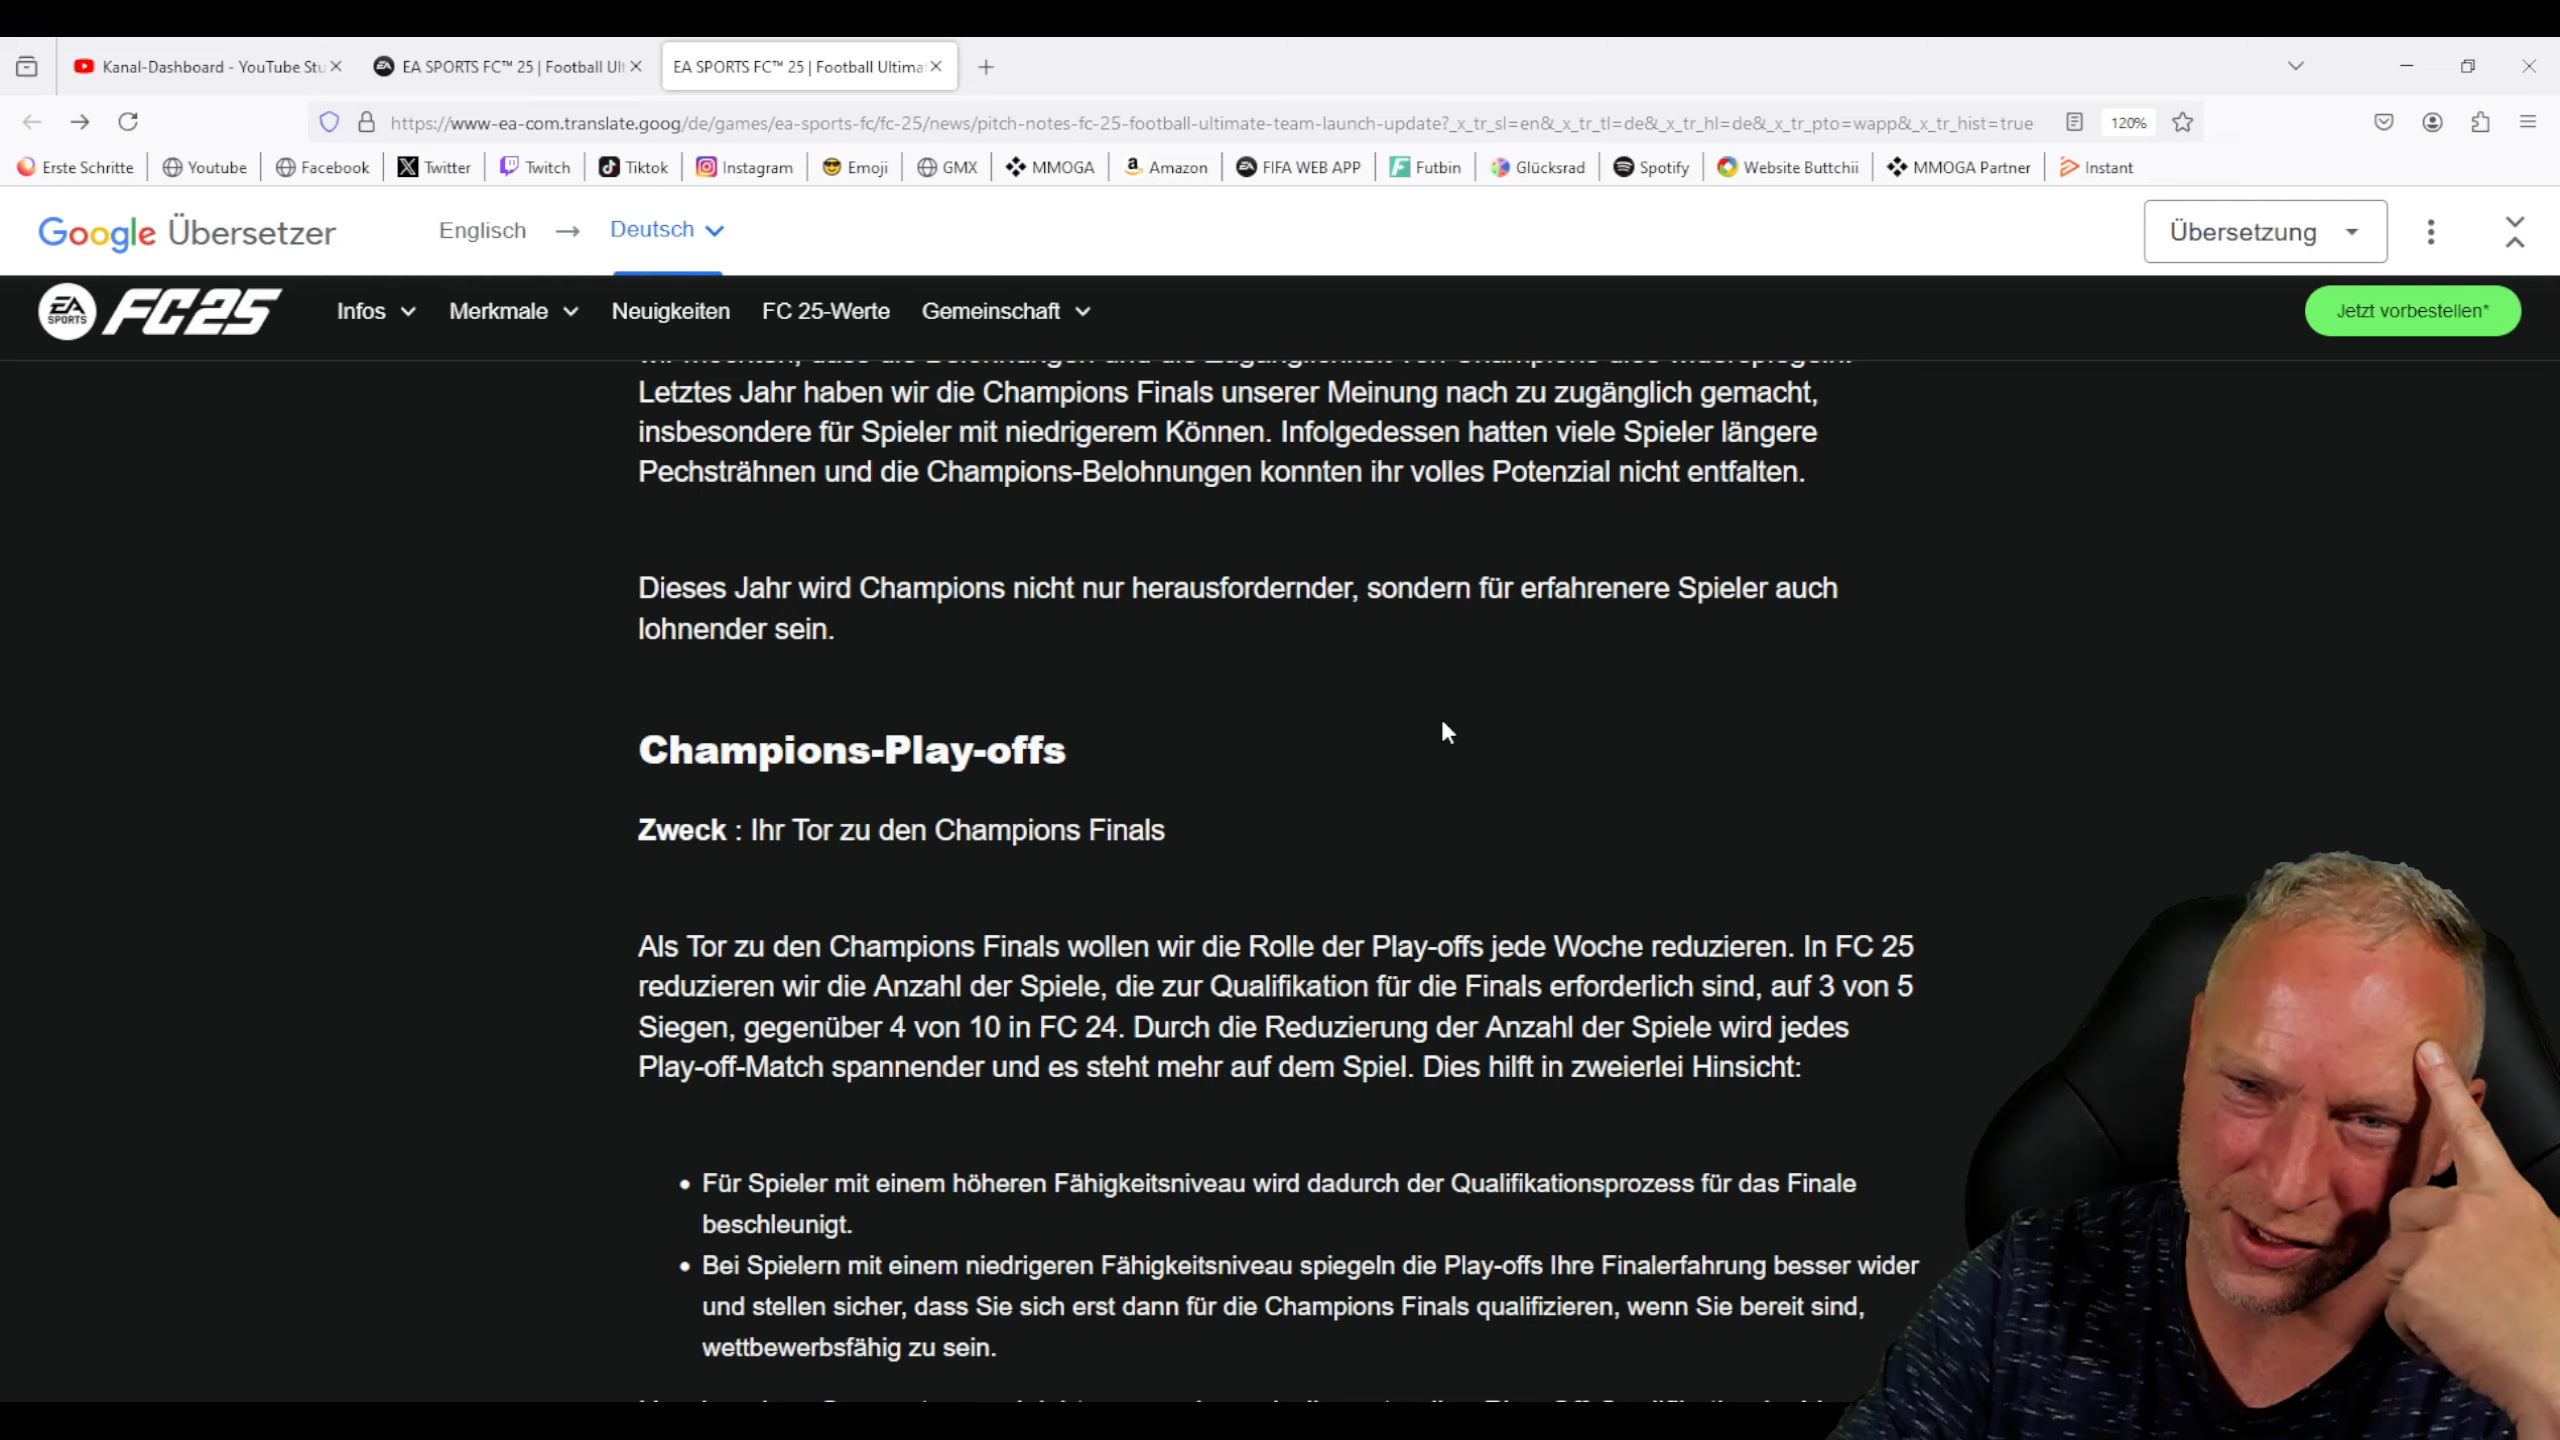 Kanal-Dashboard - YouTube Stu
EA SPORTS FC™ 25 | Football Ult
EA SPORTS FC™ 25 | Football Ultima
https://www-ea-com.translate.goog/de/games/ea-sports-fc/fc-25/news/pitch-notes-fc-25-football-ultimate-team-launch-update?_x_tr_sl=en&_x_tr_tl=de&_x_tr_hl=de&_x_tr_pto=wapp&_x_tr_hist=true
120%
Erste Schritte
Youtube
Facebook
Twitter
Twitch
Tiktok
Instagram
Emoji
GMX
MMOGA
Amazon
FIFA WEB APP
Futbin
Glücksrad
Spotify
Website Buttchii
MMOGA Partner
Instant
Google Übersetzer
Englisch → Deutsch
Übersetzung
EA SPORTS FC25
Infos
Merkmale
Neuigkeiten
FC 25-Werte
Gemeinschaft
Jetzt vorbestellen*
Letztes Jahr haben wir die Champions Finals unserer Meinung nach zu zugänglich gemacht,
insbesondere für Spieler mit niedrigerem Können. Infolgedessen hatten viele Spieler längere
Pechsträhnen und die Champions-Belohnungen konnten ihr volles Potenzial nicht entfalten.
Dieses Jahr wird Champions nicht nur herausfordernder, sondern für erfahrenere Spieler auch
lohnender sein.
Champions-Play-offs
Zweck : Ihr Tor zu den Champions Finals
Als Tor zu den Champions Finals wollen wir die Rolle der Play-offs jede Woche reduzieren. In FC 25
reduzieren wir die Anzahl der Spiele, die zur Qualifikation für die Finals erforderlich sind, auf 3 von 5
Siegen, gegenüber 4 von 10 in FC 24. Durch die Reduzierung der Anzahl der Spiele wird jedes
Play-off-Match spannender und es steht mehr auf dem Spiel. Dies hilft in zweierlei Hinsicht:
• Für Spieler mit einem höheren Fähigkeitsniveau wird dadurch der Qualifikationsprozess für das Finale
beschleunigt.
• Bei Spielern mit einem niedrigeren Fähigkeitsniveau spiegeln die Play-offs Ihre Finalerfahrung besser wider
und stellen sicher, dass Sie sich erst dann für die Champions Finals qualifizieren, wenn Sie bereit sind,
wettbewerbsfähig zu sein.